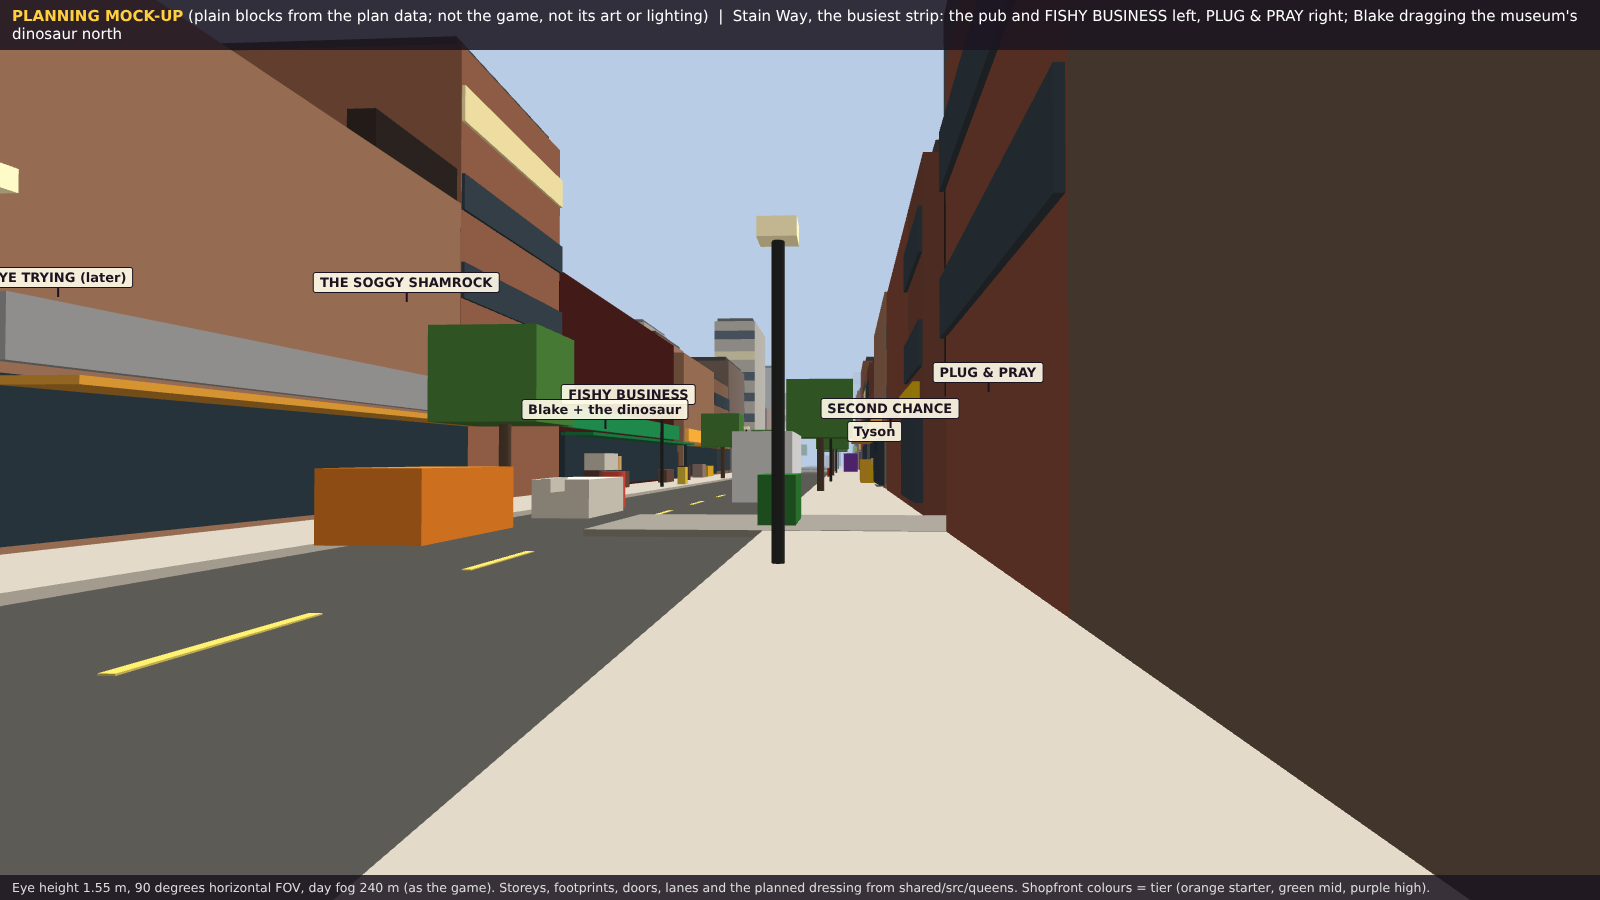 PLANNING MOCK-UP (plain blocks from the plan data; not the game, not its art or lighting) | Stain Way, the busiest strip: the pub and FISHY BUSINESS left, PLUG & PRAY right; Blake dragging the museum's
dinosaur north
YE TRYING (later)
THE SOGGY SHAMROCK
PLUG & PRAY
FISHY BUSINESS
Blake + the dinosaur
SECOND CHANCE
Tyson
Eye height 1.55 m, 90 degrees horizontal FOV, day fog 240 m (as the game). Storeys, footprints, doors, lanes and the planned dressing from shared/src/queens. Shopfront colours = tier (orange starter, green mid, purple high).